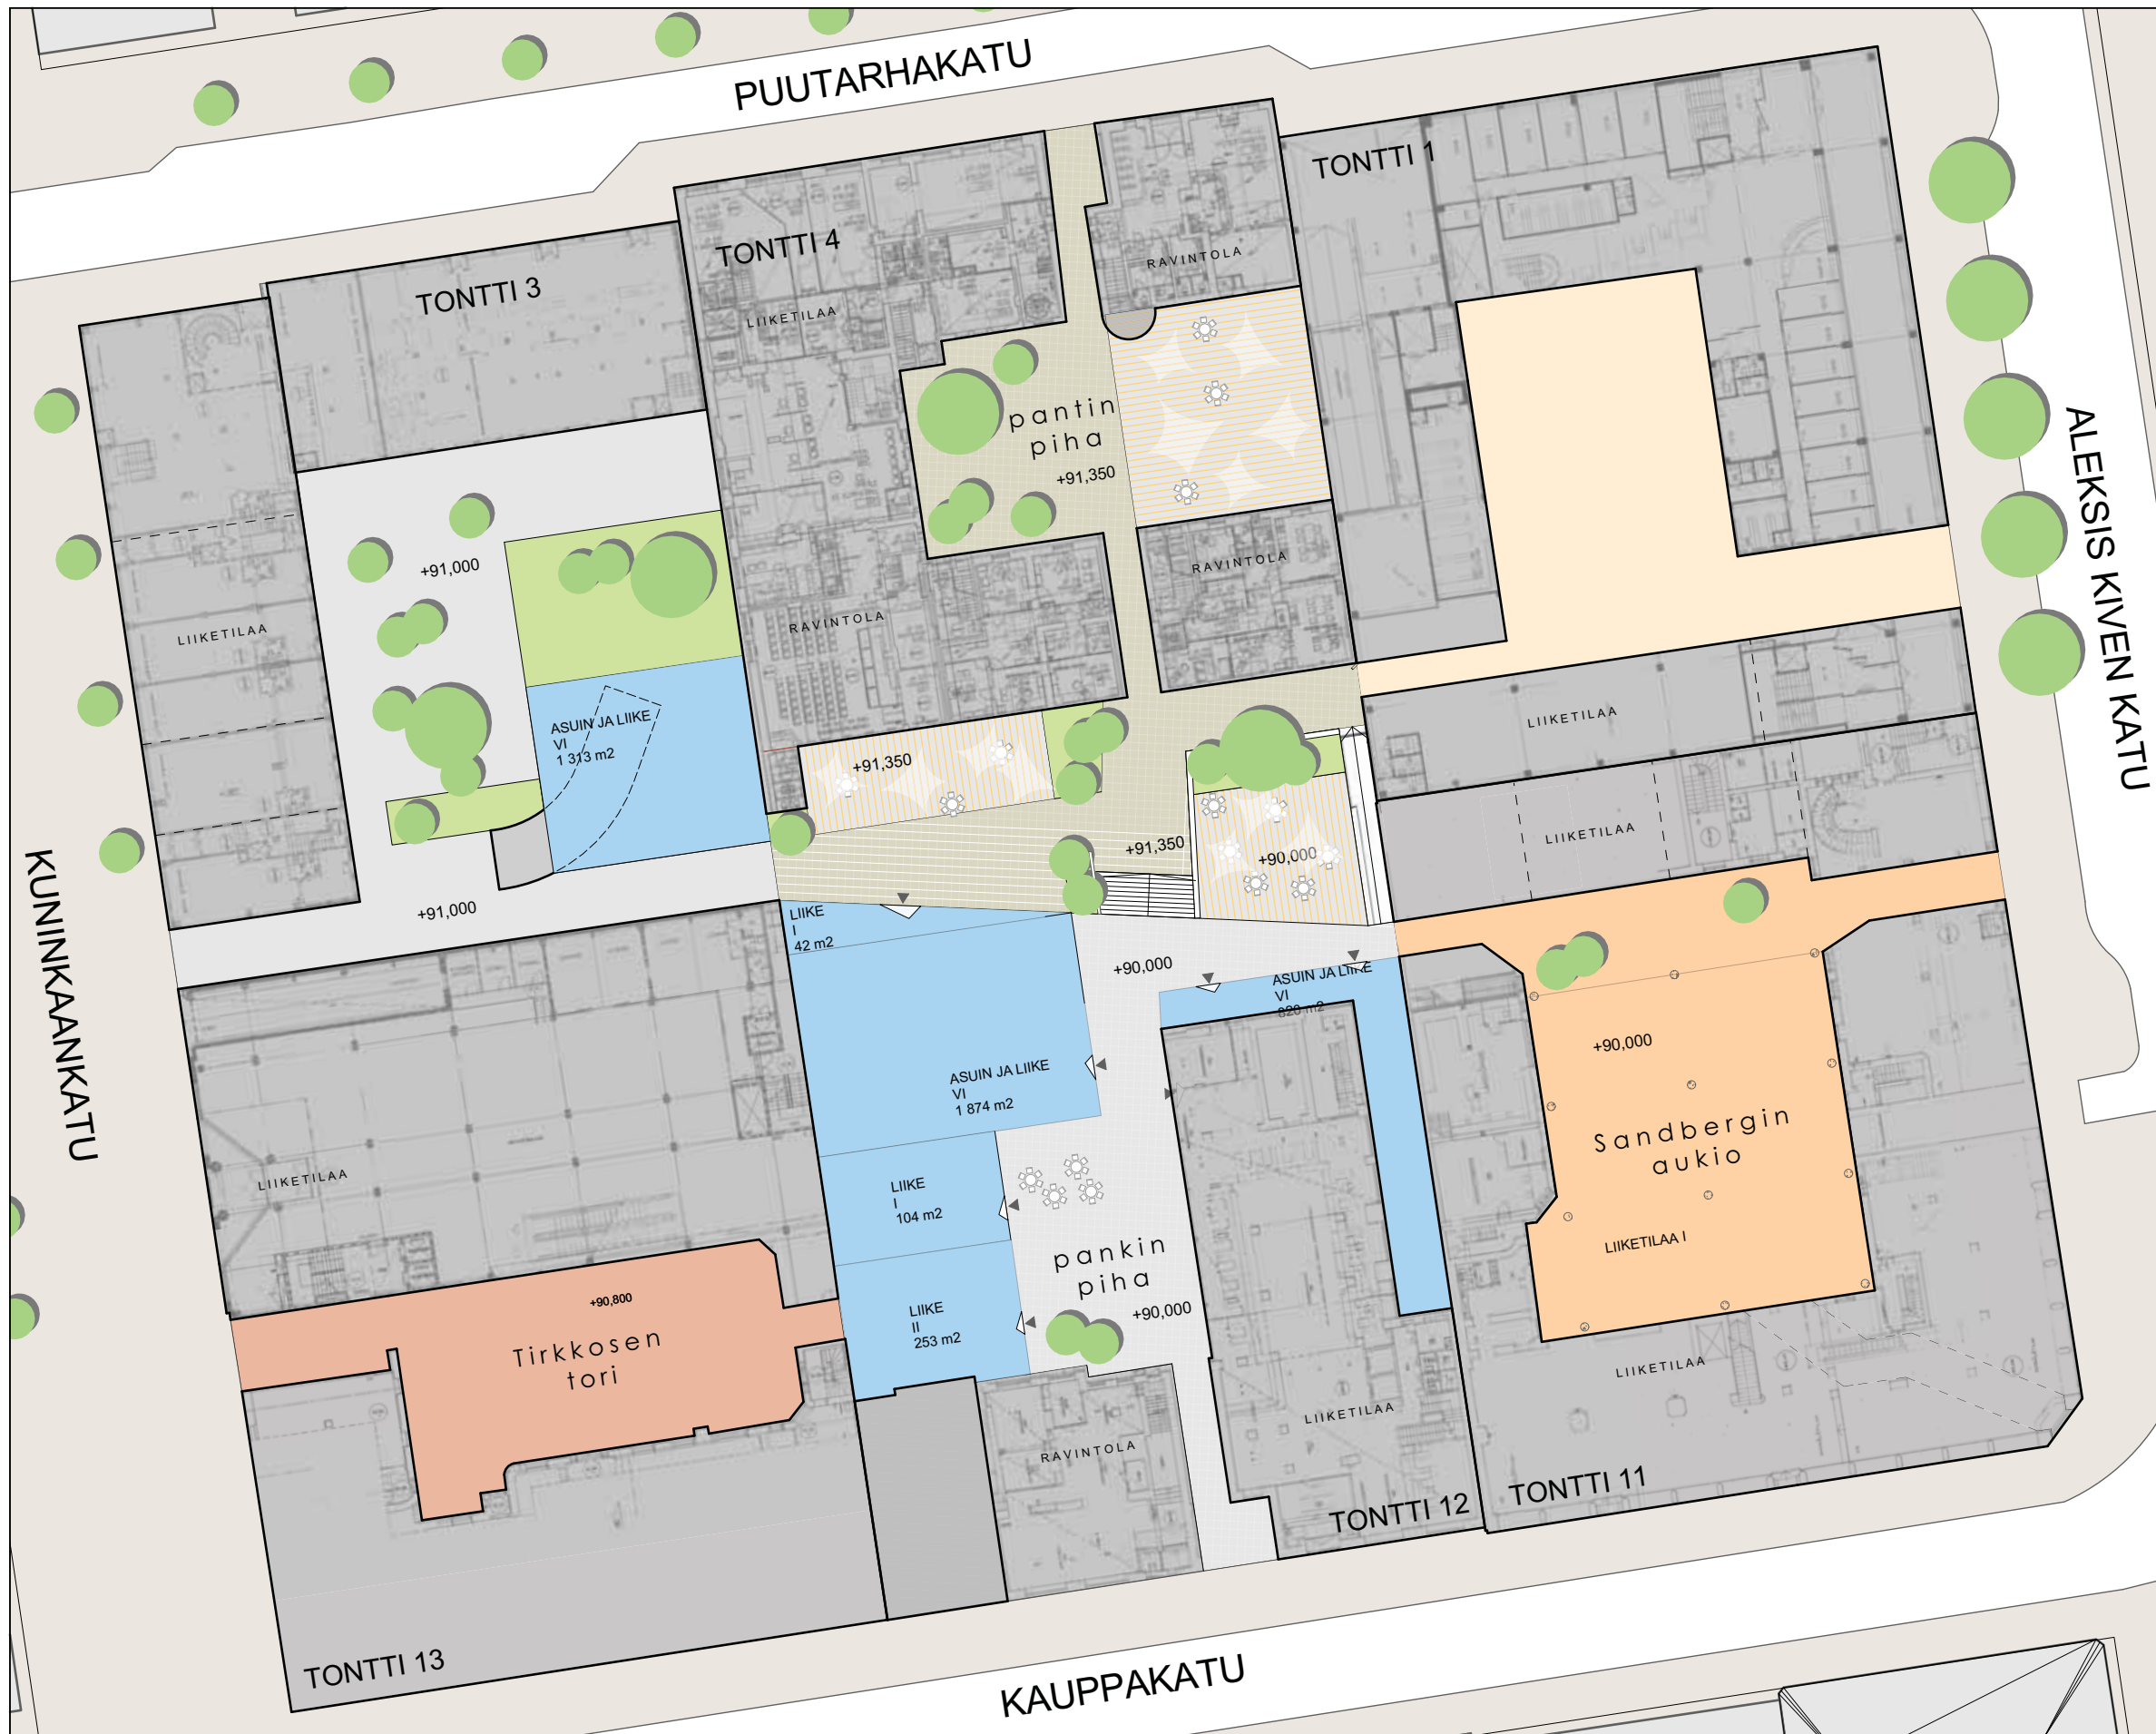 PUUTARHAKATU
TONTTI 1
TONTTI 4
RAVINTOLA
TONTTI 3
LIIKETILAA
pantin
piha
+91,350
ALEKSIS KIVEN KATU
+91,000
RAVINTOLA
LIIKETILAA
RAVINTOLA
ASUIN JA LIIKE
VI
1 313 m2
LIIKETILAA
+91,350
LIIKETILAA
+91,350
+90,000
KUNINKAANKATU
+91,000
LIIKE
I
42 m2
+90,000
ASUIN JA LIIKE
VI
820 m2
+90,000
ASUIN JA LIIKE
VI
1 874 m2
Sandbergin
aukio
LIIKETILAA
LIIKE
I
104 m2
LIIKETILAA I
pankin
piha
+90,000
+90,800
Tirkkosen
tori
LIIKE
II
253 m2
LIIKETILAA
LIIKETILAA
RAVINTOLA
TONTTI 11
TONTTI 12
TONTTI 13
KAUPPAKATU